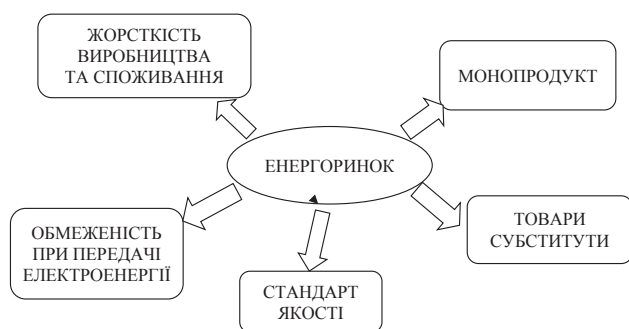 ЖОРСТКІСТЬ
ВИРОБНИЦТВА
ТА СПОЖИВАННЯ
МОНОПРОДУКТ
ЕНЕРГОРИНОК
ОБМЕЖЕНІСТЬ
ПРИ ПЕРЕДАЧІ
ЕЛЕКТРОЕНЕРГІЇ
СТАНДАРТ
ЯКОСТІ
ТОВАРИ
СУБСТИТУТИ